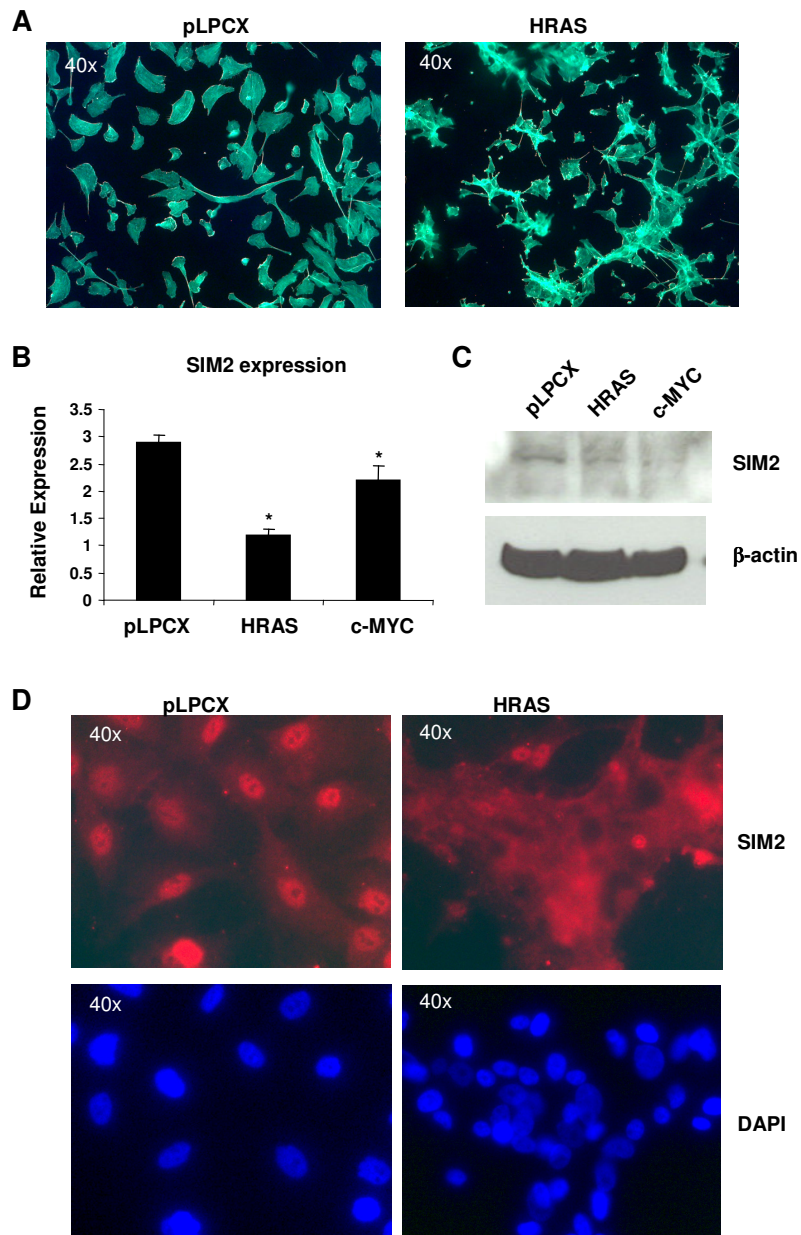 A
pLPCX
HRAS
40x
40x
B
SIM2 expression
Relative Expression
3.5
3
2.5
2
1.5
1
0.5
0
*
*
pLPCX
HRAS
c-MYC
C
pLPCX
HRAS
c-MYC
SIM2
β-actin
D
pLPCX
HRAS
40x
40x
SIM2
40x
40x
DAPI